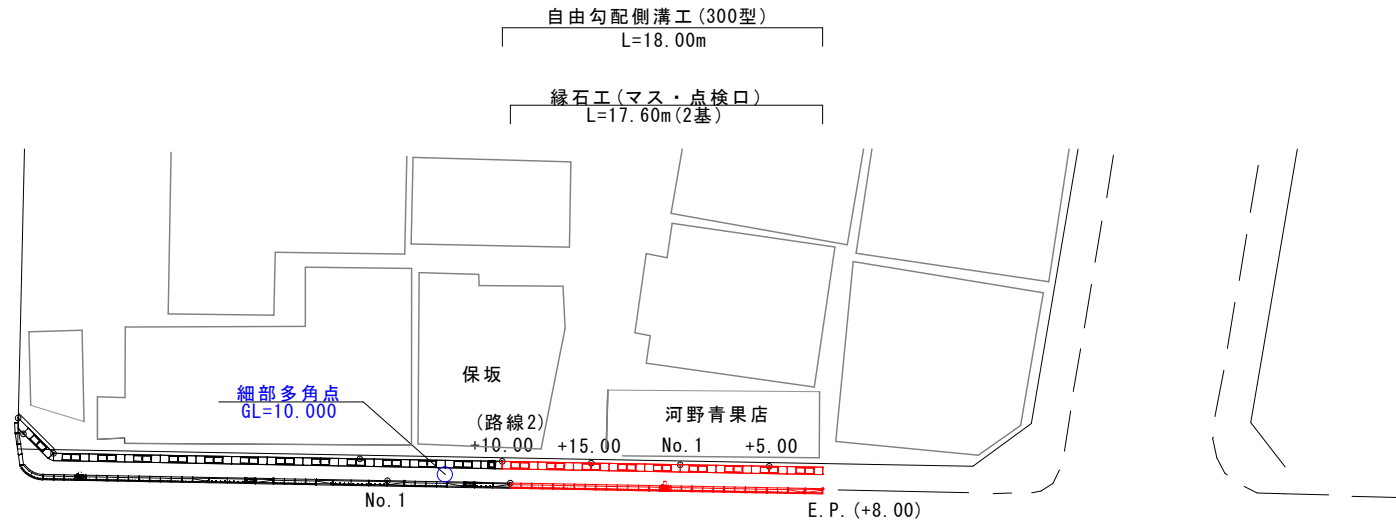 自由勾配側溝工(300型)
L=18.00m
縁石工(マス・点検口)
L=17.60m(2基)
細部多角点
GL=10.000
保坂
河野青果店
(路線2)
+10.00
+15.00
No.1
+5.00
No.1
E.P.(+8.00)